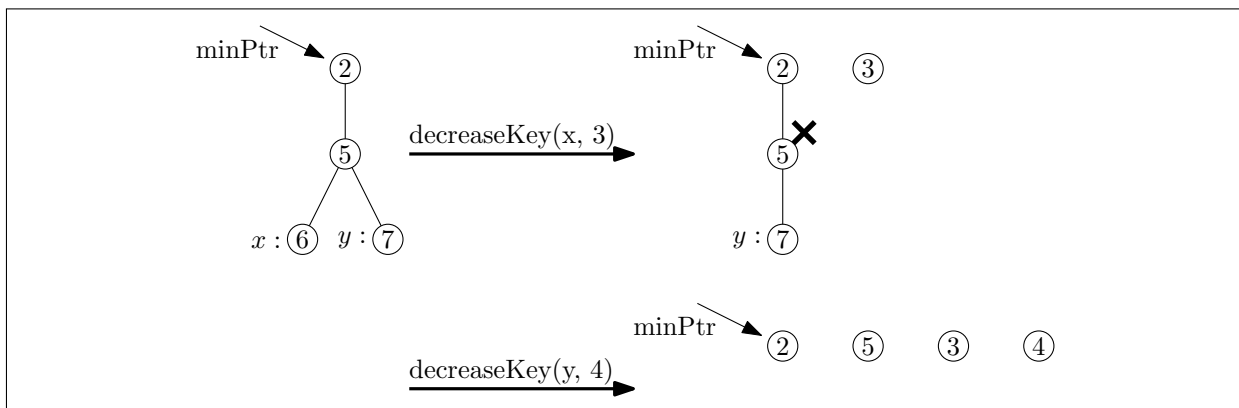 minPtr
2
5
x : 6 y : 7
decreaseKey(x, 3)
minPtr
2 3
5
y : 7
decreaseKey(y, 4)
minPtr
2 5 3 4